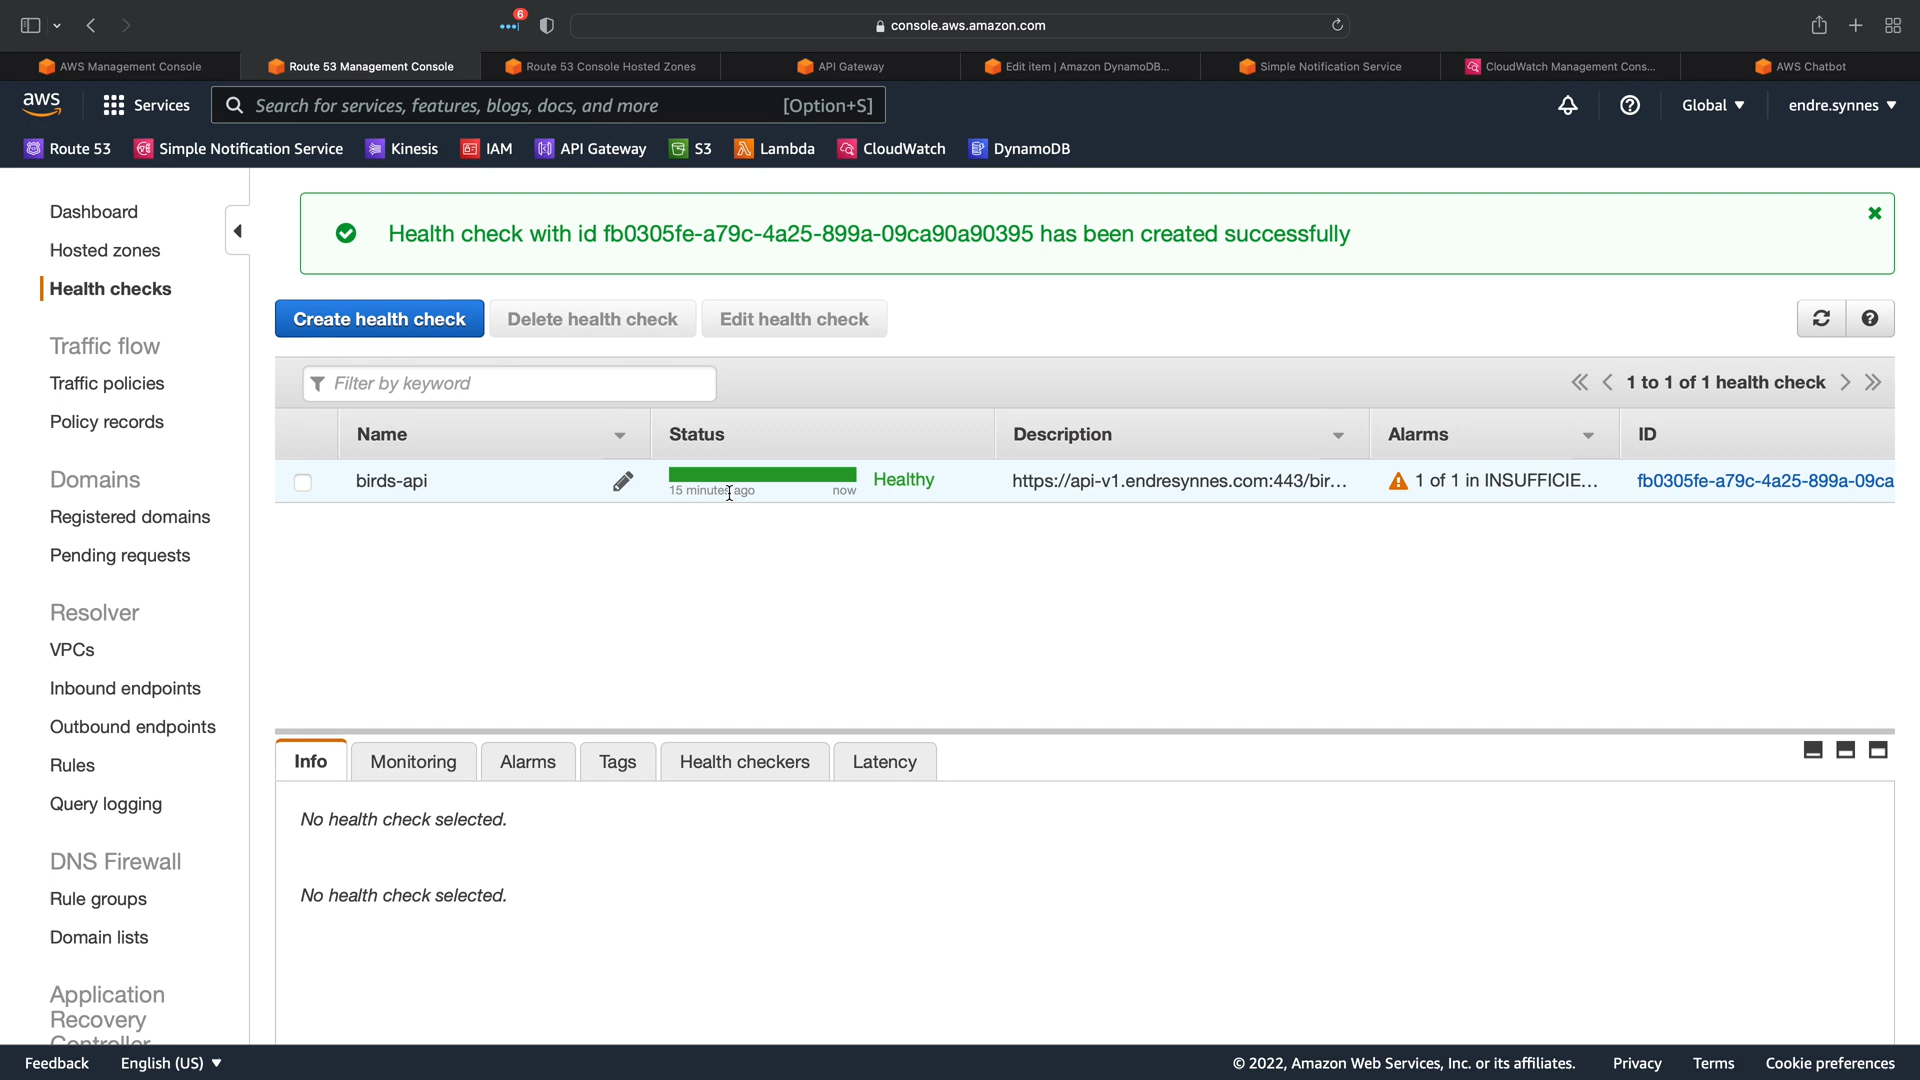 6
console.aws.amazon.com
AWS Management Console
Route 53 Management Console
Route 53 Console Hosted Zones
API Gateway
Edit item | Amazon DynamoDB...
Simple Notification Service
CloudWatch Management Cons...
AWS Chatbot
aws
Services
Search for services, features, blogs, docs, and more
[Option+S]
Global
endre.synnes
Route 53
Simple Notification Service
Kinesis
IAM
API Gateway
S3
Lambda
CloudWatch
DynamoDB
Dashboard
Hosted zones
Health checks
Traffic flow
Traffic policies
Policy records
Domains
Registered domains
Pending requests
Resolver
VPCs
Inbound endpoints
Outbound endpoints
Rules
Query logging
DNS Firewall
Rule groups
Domain lists
Application
Recovery
Controller
Health check with id fb0305fe-a79c-4a25-899a-09ca90a90395 has been created successfully
Create health check
Delete health check
Edit health check
Filter by keyword
1 to 1 of 1 health check
Name
Status
Description
Alarms
ID
birds-api
15 minutes ago
now
Healthy
https://api-v1.endresynnes.com:443/bir...
1 of 1 in INSUFFICIE...
fb0305fe-a79c-4a25-899a-09ca
Info
Monitoring
Alarms
Tags
Health checkers
Latency
No health check selected.
No health check selected.
Feedback
English (US)
© 2022, Amazon Web Services, Inc. or its affiliates.
Privacy
Terms
Cookie preferences